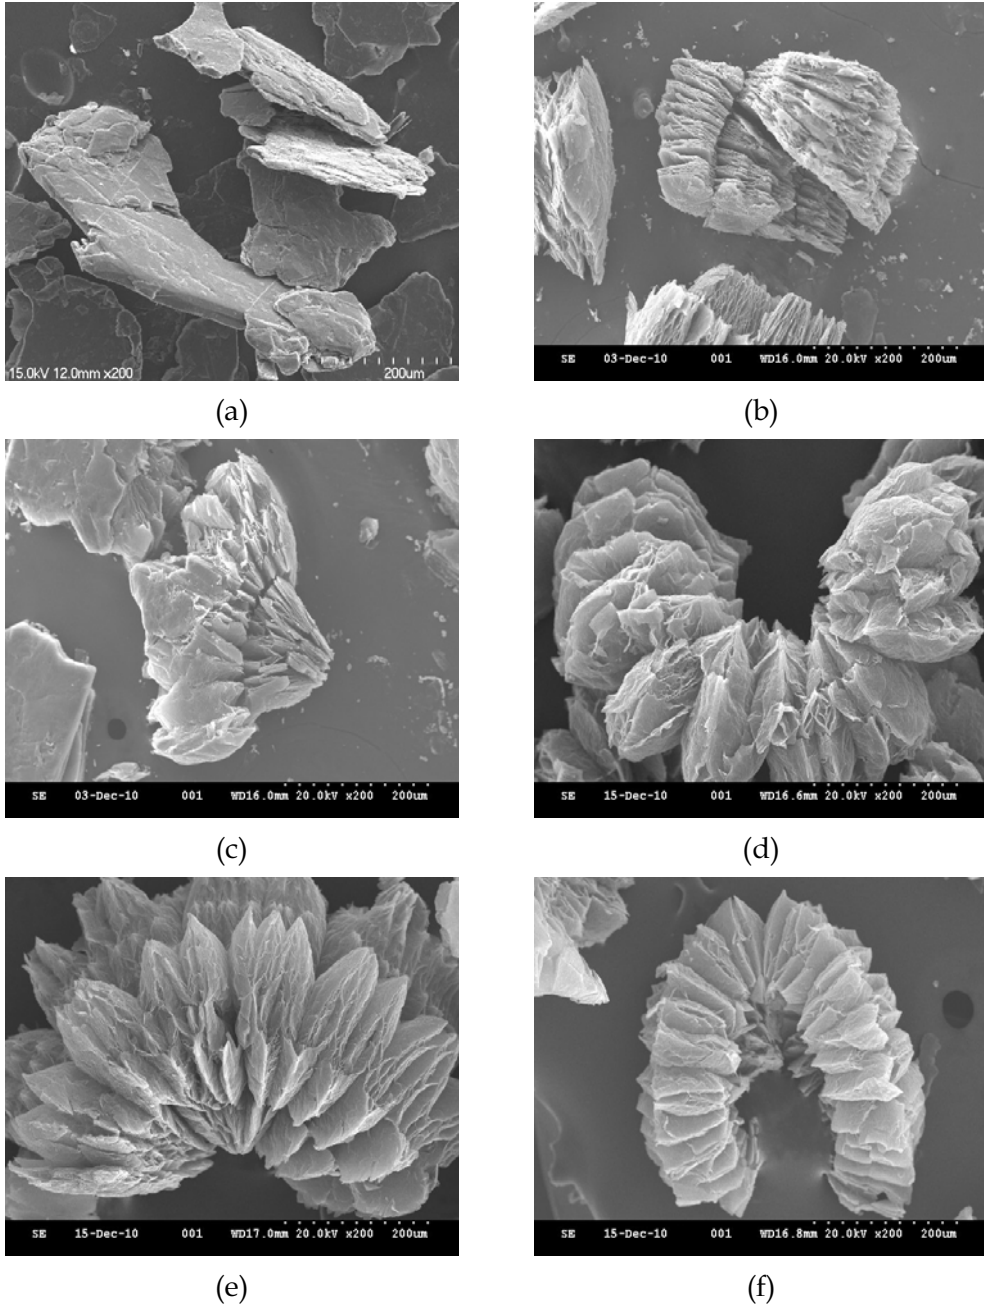 15.0kV 12.0mm x200 200um
(a)
SE 03-Dec-10 001 WD16.0mm 20.0kV x200 200um
(b)
SE 03-Dec-10 001 WD16.0mm 20.0kV x200 200um
(c)
SE 15-Dec-10 001 WD16.6mm 20.0kV x200 200um
(d)
SE 15-Dec-10 001 WD17.0mm 20.0kV x200 200um
(e)
SE 15-Dec-10 001 WD16.8mm 20.0kV x200 200um
(f)